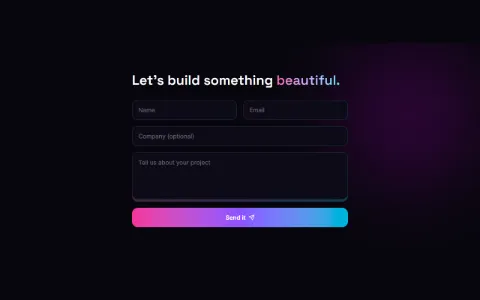 Let's build something beautiful.
Name
Email
Company (optional)
Tell us about your project
Send it